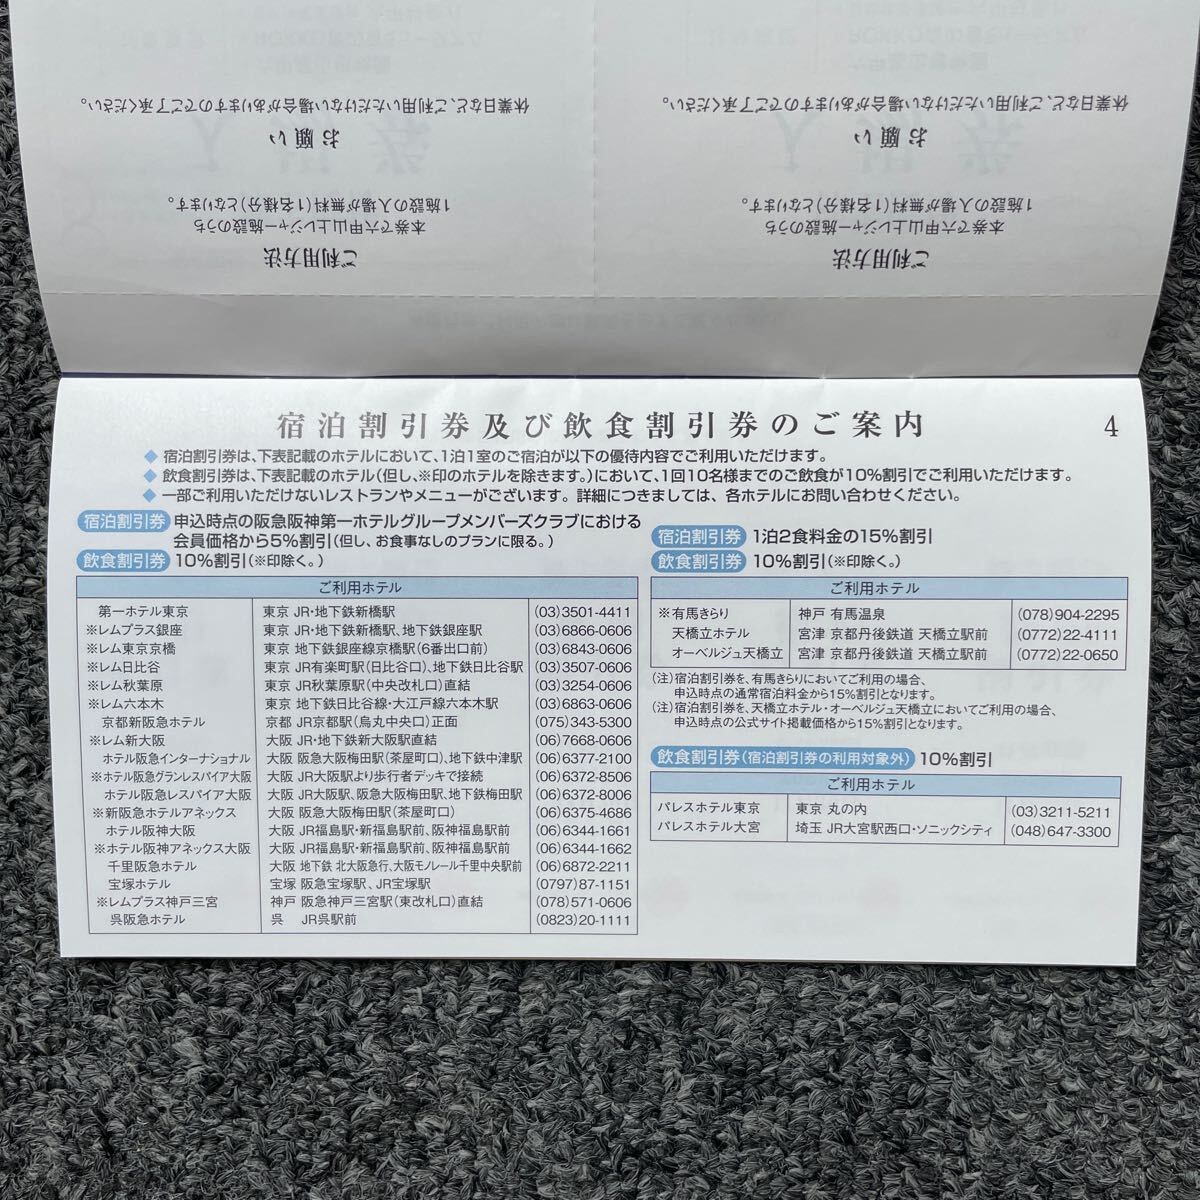 ご利用方法
本券で六甲山上レジャー施設のうち
1施設の入場が無料(1名様分)となります。
お願い
休業日など、ご利用いただけない場合がありますのでご了承ください。
ご利用方法
本券で六甲山上レジャー施設のうち
1施設の入場が無料(1名様分)となります。
お願い
休業日など、ご利用いただけない場合がありますのでご了承ください。
宿泊割引券及び飲食割引券のご案内
4
◆ 宿泊割引券は、下表記載のホテルにおいて、1泊1室のご宿泊が以下の優待内容でご利用いただけます。
◆ 飲食割引券は、下表記載のホテル(但し、※印のホテルを除きます。)において、1回10名様までのご飲食が10%割引でご利用いただけます。
◆ 一部ご利用いただけないレストランやメニューがございます。詳細につきましては、各ホテルにお問い合わせください。
宿泊割引券 申込時点の阪急阪神第一ホテルグループメンバーズクラブにおける
会員価格から5%割引(但し、お食事なしのプランに限る。)
飲食割引券 10%割引(※印除く。)
ご利用ホテル
第一ホテル東京 東京 JR・地下鉄新橋駅 (03)3501-4411
※レムプラス銀座 東京 JR・地下鉄新橋駅、地下鉄銀座駅 (03)6866-0606
※レム東京京橋 東京 地下鉄銀座線京橋駅(6番出口前) (03)6843-0606
※レム日比谷 東京 JR有楽町駅(日比谷口)、地下鉄日比谷駅 (03)3507-0606
※レム秋葉原 東京 JR秋葉原駅(中央改札口)直結 (03)3254-0606
※レム六本木 東京 地下鉄日比谷線・大江戸線六本木駅 (03)6863-0606
京都新阪急ホテル 京都 JR京都駅(烏丸中央口)正面 (075)343-5300
※レム新大阪 大阪 JR・地下鉄新大阪駅直結 (06)7668-0606
ホテル阪急インターナショナル 大阪 阪急大阪梅田駅(茶屋町口)、地下鉄中津駅 (06)6377-2100
※ホテル阪急グランレスパイア大阪 大阪 JR大阪駅より歩行者デッキで接続 (06)6372-8506
ホテル阪急レスパイア大阪 大阪 JR大阪駅、阪急大阪梅田駅、地下鉄梅田駅 (06)6372-8006
※新阪急ホテルアネックス 大阪 阪急大阪梅田駅(茶屋町口) (06)6375-4686
ホテル阪神大阪 大阪 JR福島駅・新福島駅前、阪神福島駅前 (06)6344-1661
※ホテル阪神アネックス大阪 大阪 JR福島駅・新福島駅前、阪神福島駅前 (06)6344-1662
千里阪急ホテル 大阪 地下鉄 北大阪急行、大阪モノレール千里中央駅前 (06)6872-2211
宝塚ホテル 宝塚 阪急宝塚駅、JR宝塚駅 (0797)87-1151
※レムプラス神戸三宮 神戸 阪急神戸三宮駅(東改札口)直結 (078)571-0606
呉阪急ホテル 呉 JR呉駅前 (0823)20-1111
宿泊割引券 1泊2食料金の15%割引
飲食割引券 10%割引(※印除く。)
ご利用ホテル
※有馬きらり 神戸 有馬温泉 (078)904-2295
天橋立ホテル 宮津 京都丹後鉄道 天橋立駅前 (0772)22-4111
オーベルジュ天橋立 宮津 京都丹後鉄道 天橋立駅前 (0772)22-0650
(注)宿泊割引券を、有馬きらりにおいてご利用の場合、
申込時点の通常宿泊料金から15%割引となります。
(注)宿泊割引券を、天橋立ホテル・オーベルジュ天橋立においてご利用の場合、
申込時点の公式サイト掲載価格から15%割引となります。
飲食割引券(宿泊割引券の利用対象外) 10%割引
ご利用ホテル
パレスホテル東京 東京 丸の内 (03)3211-5211
パレスホテル大宮 埼玉 JR大宮駅西口・ソニックシティ (048)647-3300